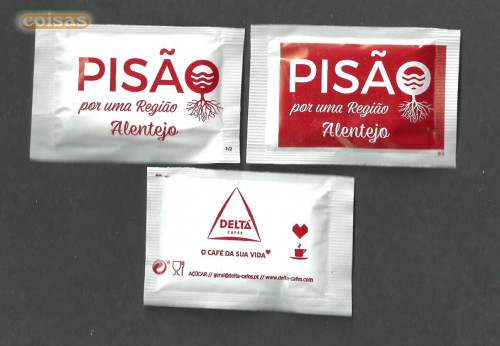 coisas
PISÃO
por uma Região
Alentejo
1/2
PISÃO
por uma Região
Alentejo
DELTA
CAFÉS
O CAFÉ DA SUA VIDA
AÇÚCAR // geral@delta-cafes.pt // www.delta-cafes.com